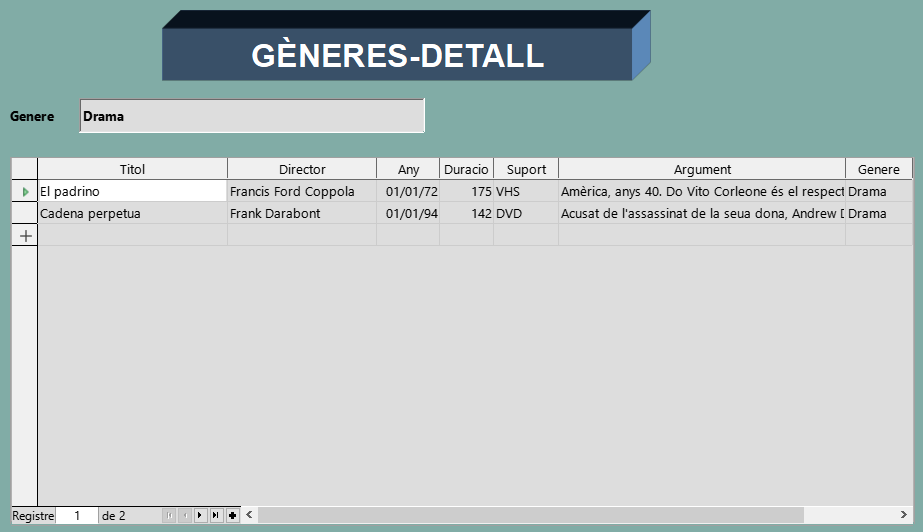 GÈNERES-DETALL
Genere Drama
Titol Director Any Duracio Suport Argument Genere
El padrino Francis Ford Coppola 01/01/72 175 VHS Amèrica, anys 40. Do Vito Corleone és el respect Drama
Cadena perpetua Frank Darabont 01/01/94 142 DVD Acusat de l'assassinat de la seua dona, Andrew D Drama
Registre 1 de 2